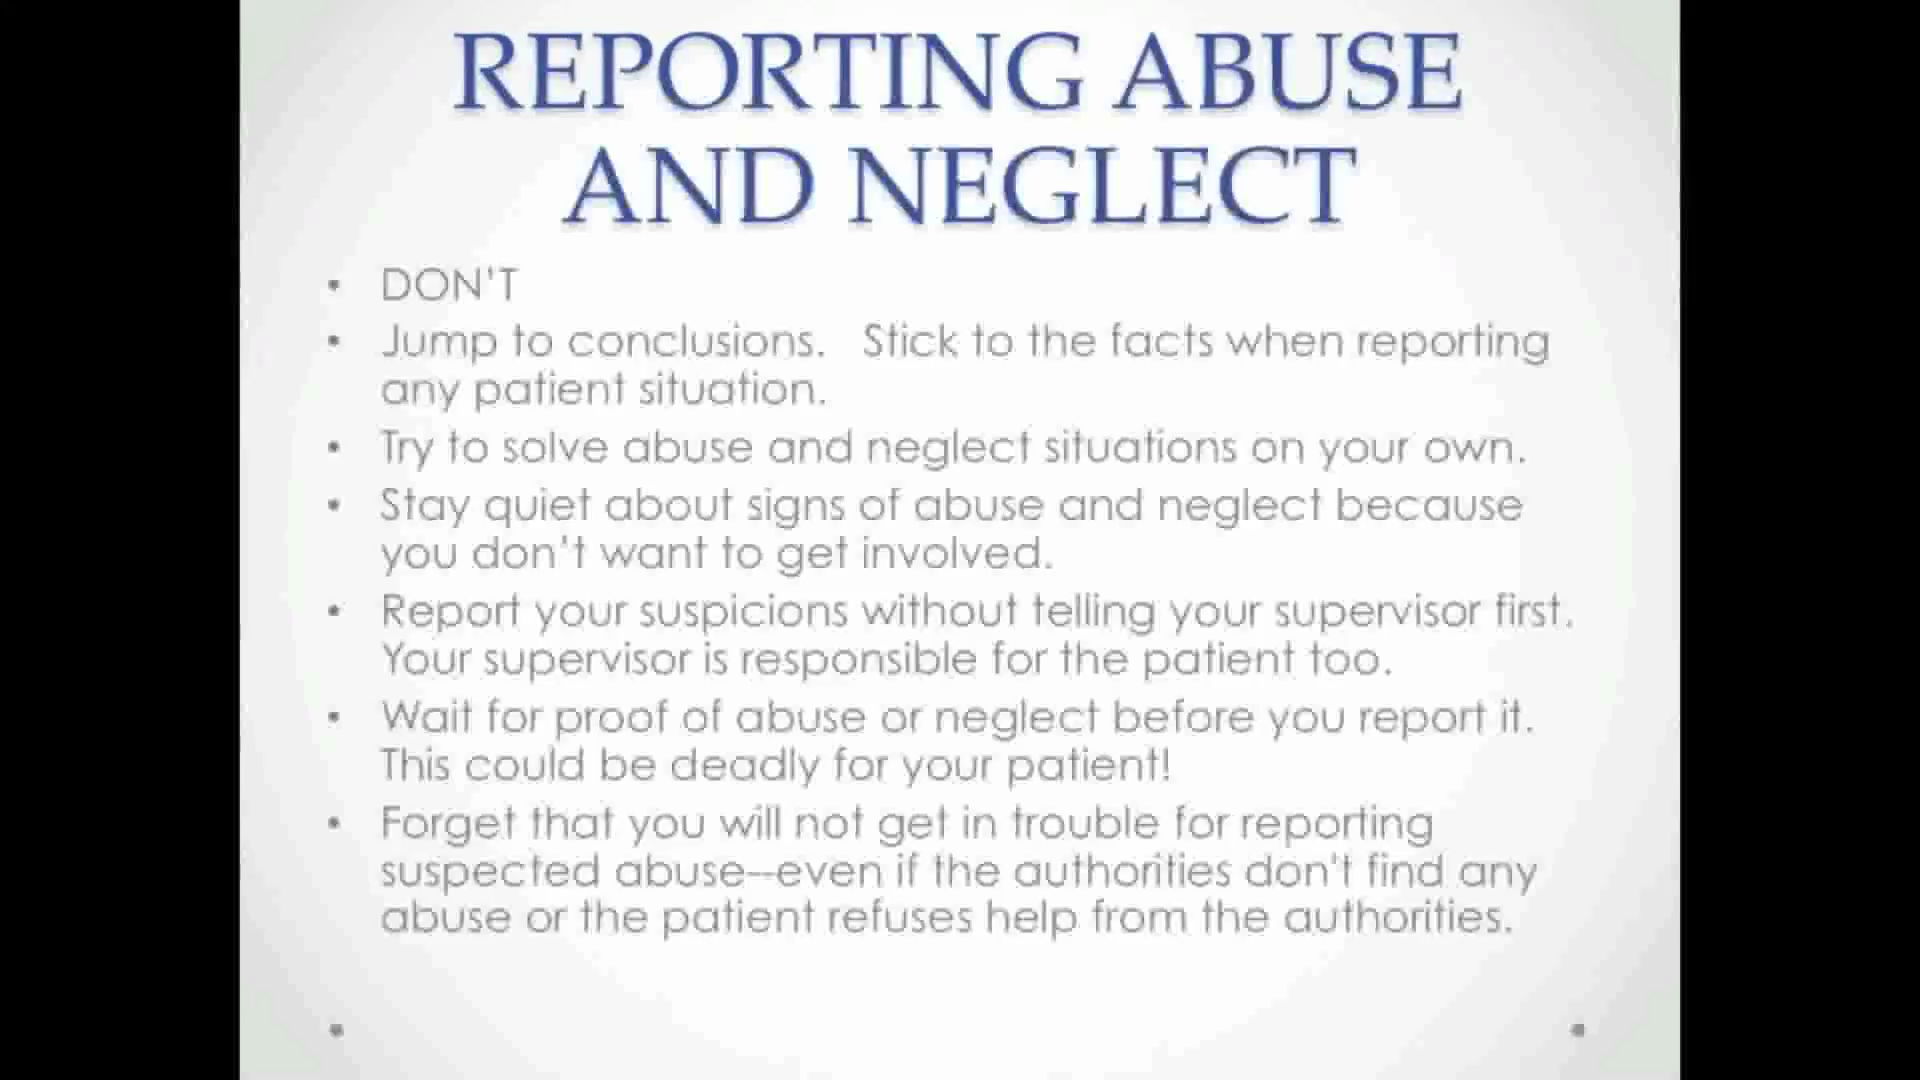 REPORTING ABUSE
AND NEGLECT
• DON'T
• Jump to conclusions. Stick to the facts when reporting
any patient situation.
• Try to solve abuse and neglect situations on your own.
• Stay quiet about signs of abuse and neglect because
you don't want to get involved.
• Report your suspicions without telling your supervisor first.
Your supervisor is responsible for the patient too.
• Wait for proof of abuse or neglect before you report it.
This could be deadly for your patient!
• Forget that you will not get in trouble for reporting
suspected abuse--even if the authorities don't find any
abuse or the patient refuses help from the authorities.